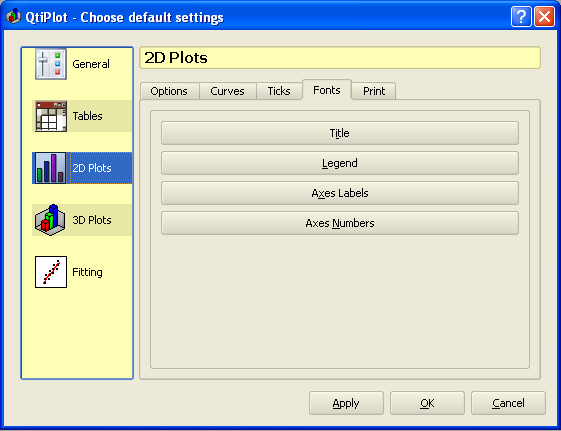 QtiPlot - Choose default settings
General
Tables
2D Plots
3D Plots
Fitting
2D Plots
Options Curves Ticks Fonts Print
Title
Legend
Axes Labels
Axes Numbers
Apply OK Cancel